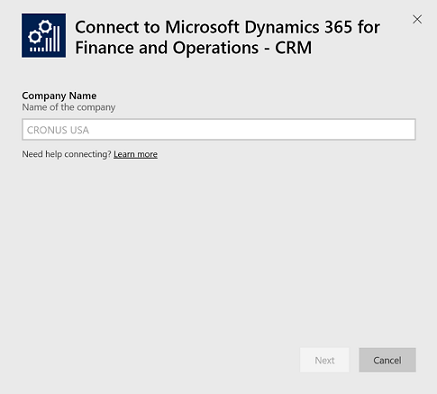 Connect to Microsoft Dynamics 365 for
Finance and Operations - CRM
Company Name
Name of the company
CRONUS USA
Need help connecting? Learn more
Next
Cancel